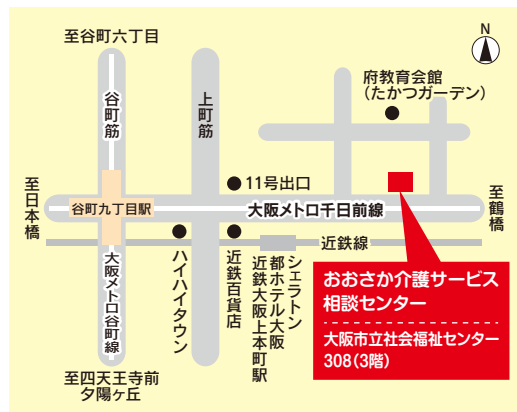 至谷町六丁目
N
府教育会館
（たかつガーデン）
谷町筋
上町筋
11号出口
至日本橋
谷町九丁目駅
大阪メトロ千日前線
至鶴橋
近鉄線
大阪メトロ谷町線
ハイハイタウン
近鉄百貨店
シェラトン
都ホテル大阪
近鉄大阪上本町駅
おおさか介護サービス
相談センター
大阪市立社会福祉センター
308(3階)
至四天王寺前
夕陽ヶ丘